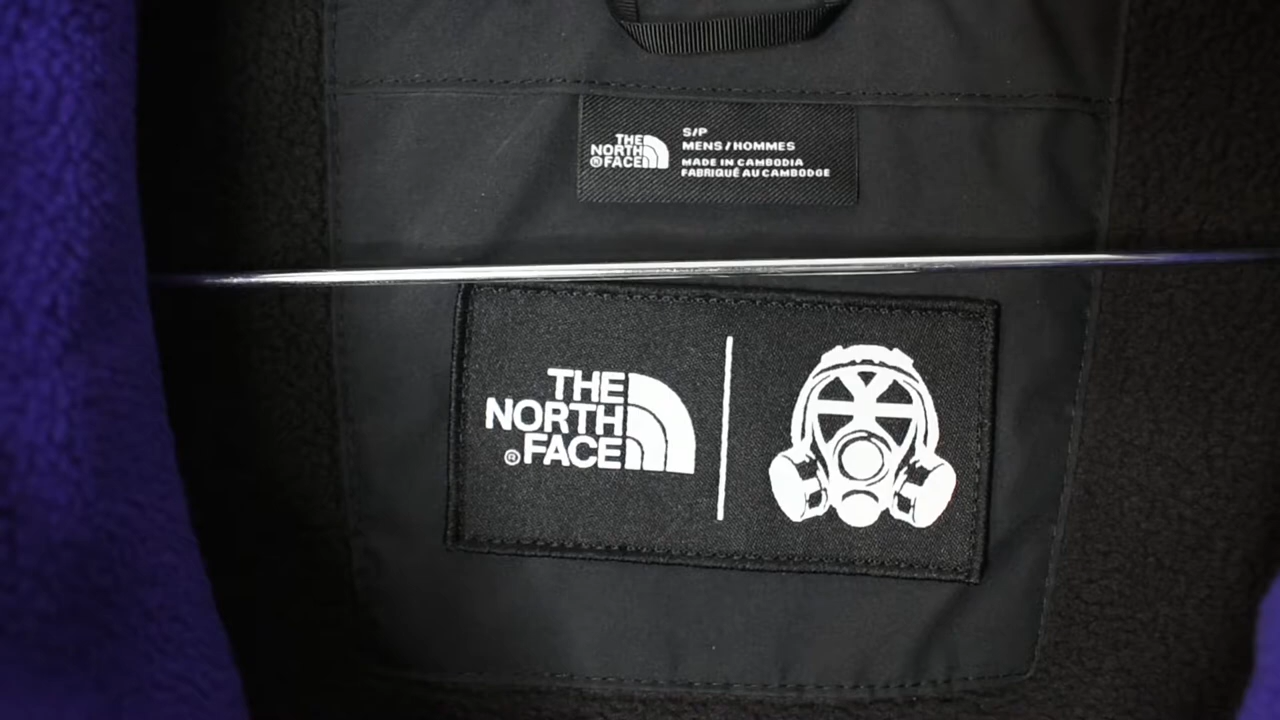 THE
NORTH
®FACE
S/P
MENS / HOMMES
MADE IN CAMBODIA
FABRIQUÉ AU CAMBODGE
THE
NORTH
®FACE